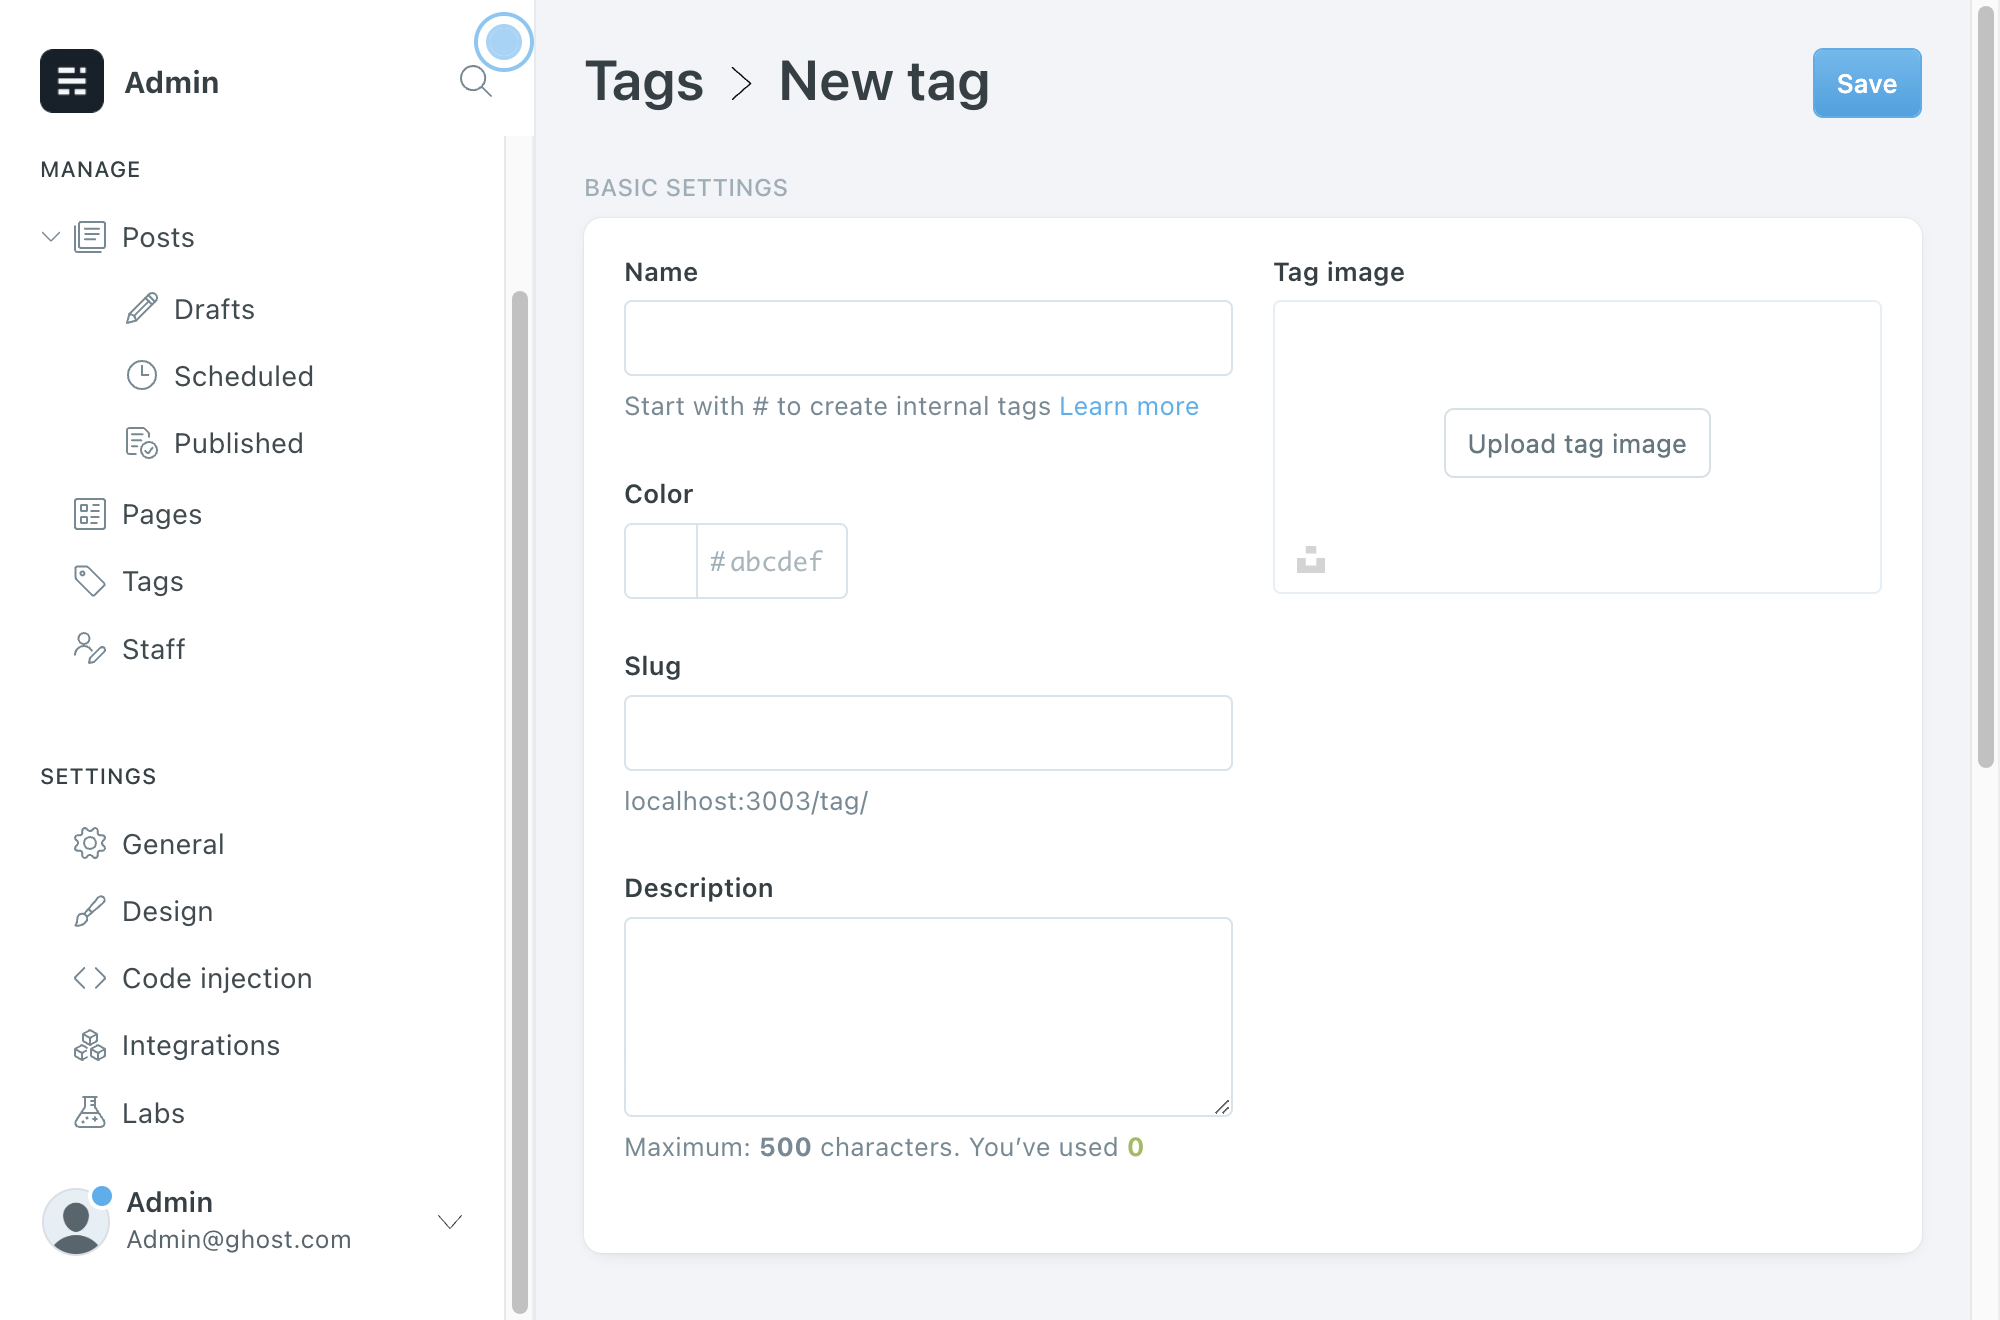 Admin
MANAGE
Posts
Drafts
Scheduled
Published
Pages
Tags
Staff
SETTINGS
General
Design
Code injection
Integrations
Labs
Admin
Admin@ghost.com
Tags > New tag
Save
BASIC SETTINGS
Name
Start with # to create internal tags Learn more
Color
#abcdef
Slug
localhost:3003/tag/
Description
Maximum: 500 characters. You’ve used 0
Tag image
Upload tag image